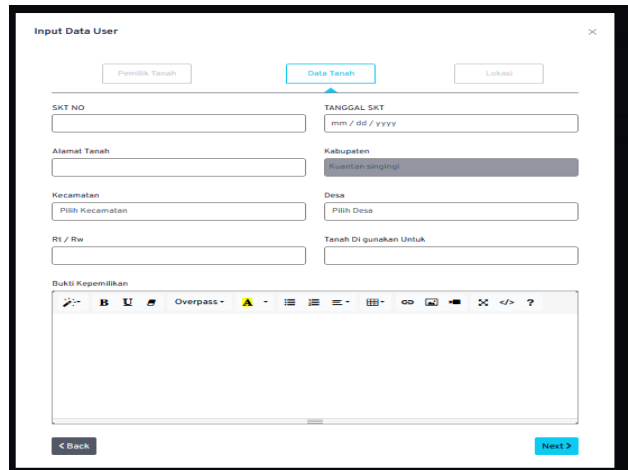 Input Data User ×
Pemilik Tanah Data Tanah Lokasi
SKT NO TANGGAL SKT
mm / dd / yyyy
Alamat Tanah Kabupaten
Kuantan singingi
Kecamatan Desa
Pilih Kecamatan Pilih Desa
Rt / Rw Tanah Di gunakan Untuk
Bukti Kepemilikan
B U Overpass A </> ?
< Back Next >